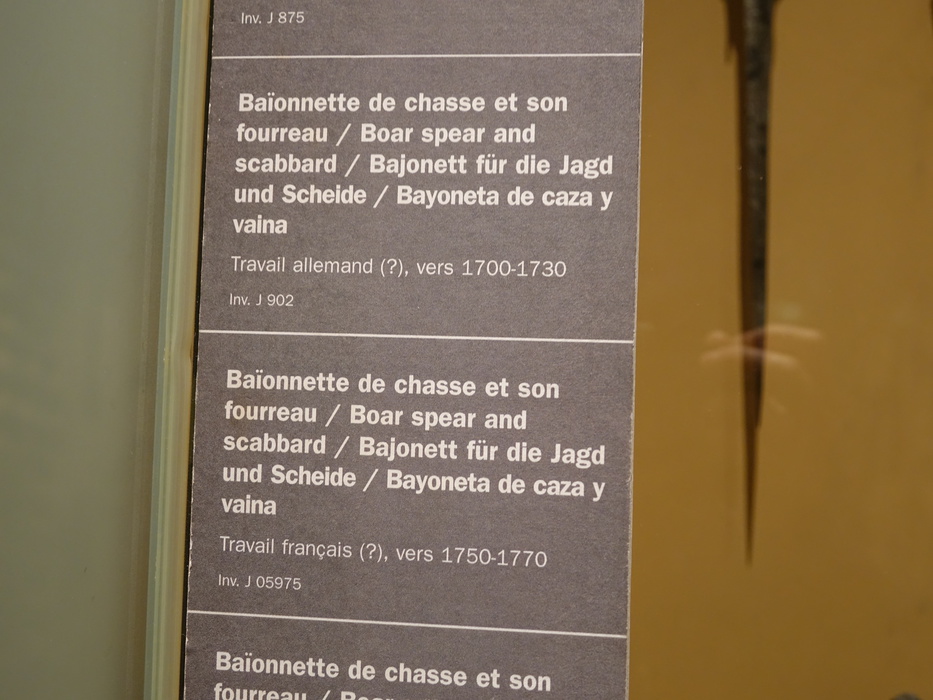 Inv. J 875
Baïonnette de chasse et son
fourreau / Boar spear and
scabbard / Bajonett für die Jagd
und Scheide / Bayoneta de caza y
vaina
Travail allemand (?), vers 1700-1730
Inv. J 902
Baïonnette de chasse et son
fourreau / Boar spear and
scabbard / Bajonett für die Jagd
und Scheide / Bayoneta de caza y
vaina
Travail français (?), vers 1750-1770
Inv. J 05975
Baïonnette de chasse et son
fourreau /